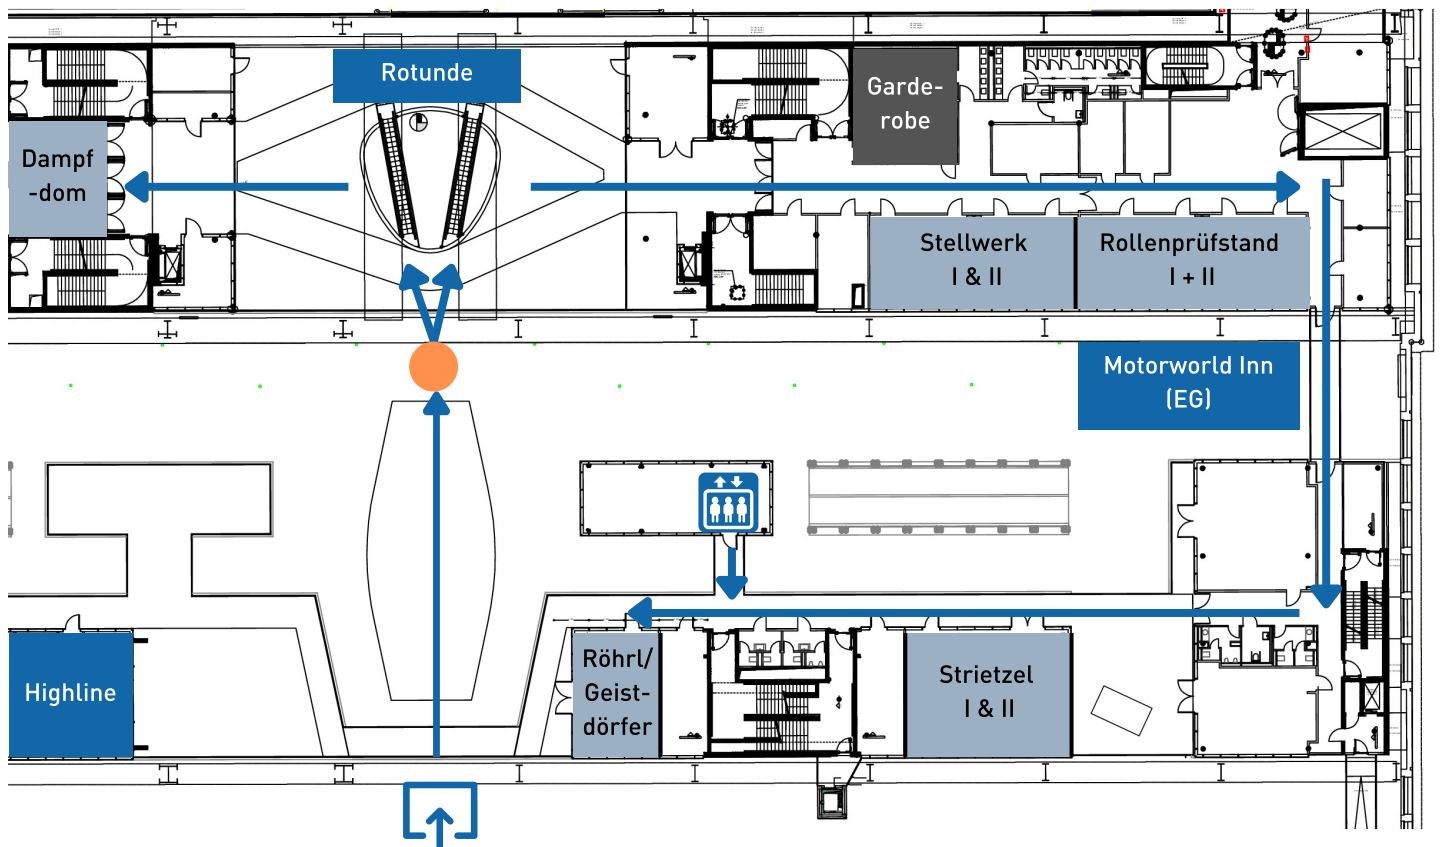 Rotunde
Garde-
robe
Dampf
-dom
Stellwerk
I & II
Rollenprüfstand
I + II
Motorworld Inn
(EG)
Röhrl/
Geist-
dörfer
Strietzel
I & II
Highline